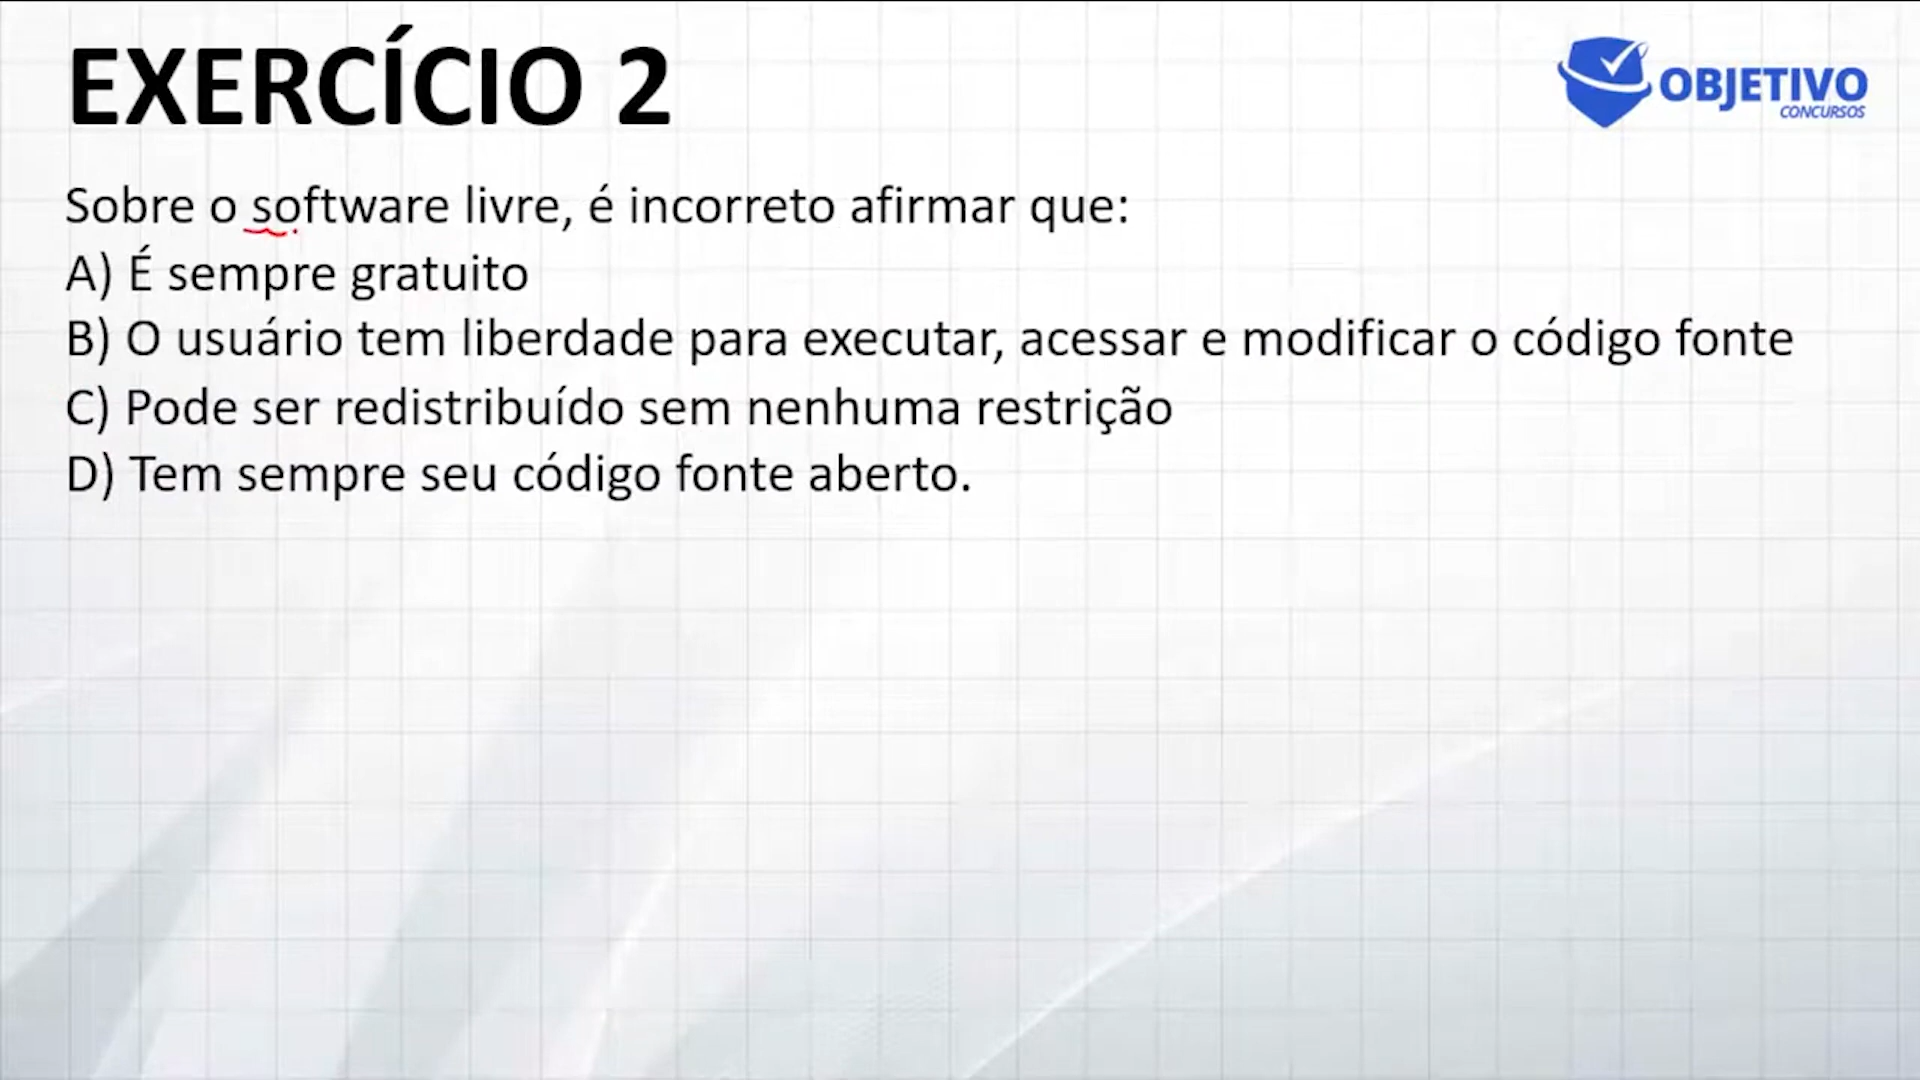 EXERCÍCIO 2
OBJETIVO
CONCURSOS
Sobre o software livre, é incorreto afirmar que:
A) É sempre gratuito
B) O usuário tem liberdade para executar, acessar e modificar o código fonte
C) Pode ser redistribuído sem nenhuma restrição
D) Tem sempre seu código fonte aberto.